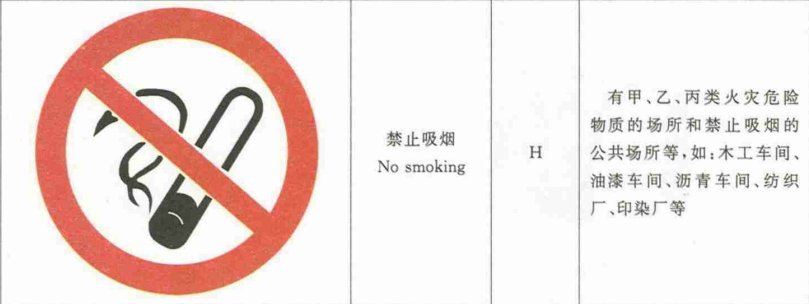 禁止吸烟
No smoking
H
有甲、乙、丙类火灾危险
物质的场所和禁止吸烟的
公共场所等,如:木工车间、
油漆车间、沥青车间、纺织
厂、印染厂等